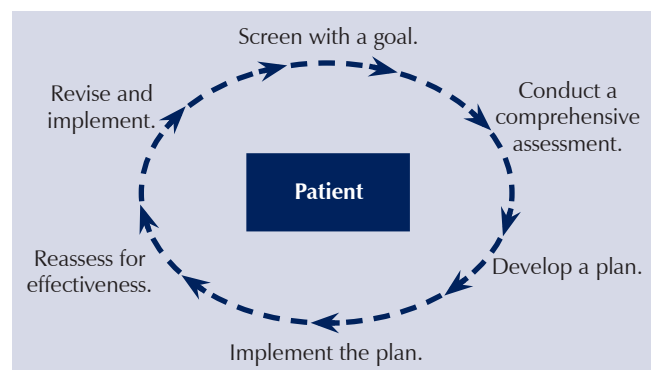 Screen with a goal.
Conduct a
comprehensive
assessment.
Develop a plan.
Implement the plan.
Reassess for
effectiveness.
Revise and
implement.
Patient